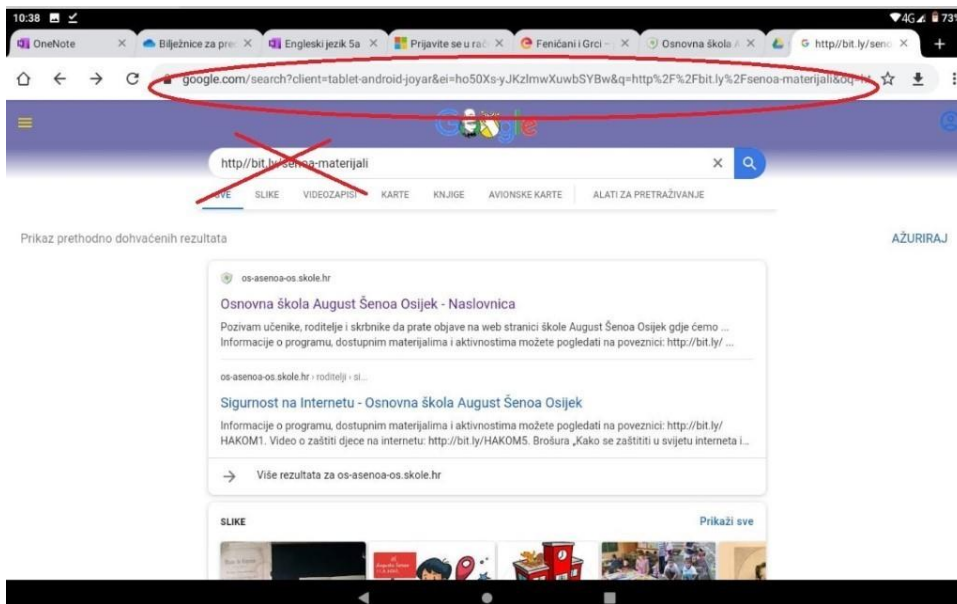 10:38 4G 73%
OneNote Bilježnice za pre Engleski jezik 5a Prijavite se u rač Feničani i Grci – Osnovna škola A http//bit.ly/seno
google.com/search?client=tablet-android-joyar&ei=ho50Xs-yJKzlmwXuwbSYBw&q=http%2F%2Fbit.ly%2Fsenoa-materijali&oq=ht
Google
http//bit.ly/senoa-materijali
SVE SLIKE VIDEOZAPISI KARTE KNJIGE AVIONSKE KARTE ALATI ZA PRETRAŽIVANJE
Prikaz prethodno dohvaćenih rezultata AŽURIRAJ
os-asenoa-os.skole.hr
Osnovna škola August Šenoa Osijek - Naslovnica
Pozivam učenike, roditelje i skrbnike da prate objave na web stranici škole August Šenoa Osijek gdje ćemo ...
Informacije o programu, dostupnim materijalima i aktivnostima možete pogledati na poveznici: http://bit.ly/ ...
os-asenoa-os.skole.hr › roditelji › si...
Sigurnost na Internetu - Osnovna škola August Šenoa Osijek
Informacije o programu, dostupnim materijalima i aktivnostima možete pogledati na poveznici: http://bit.ly/
HAKOM1. Video o zaštiti djece na internetu: http://bit.ly/HAKOM5. Brošura „Kako se zaštititi u svijetu interneta i...
Više rezultata za os-asenoa-os.skole.hr
SLIKE Prikaži sve